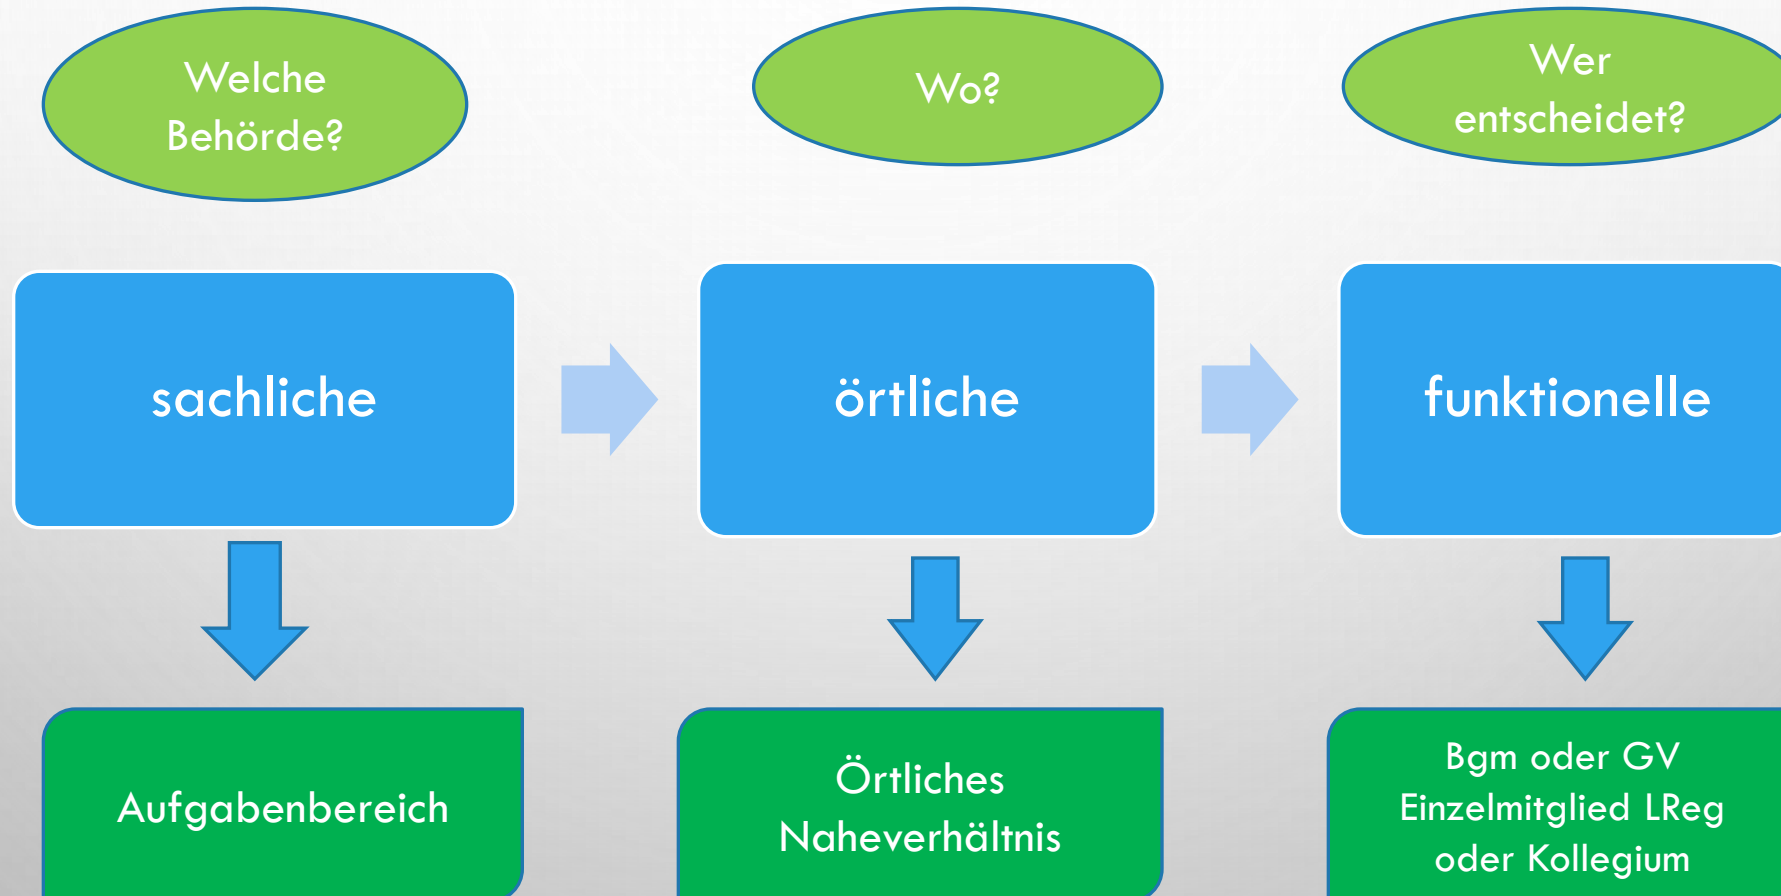 Welche
Behörde?
Wo?
Wer
entscheidet?
sachliche
örtliche
funktionelle
Aufgabenbereich
Örtliches
Naheverhältnis
Bgm oder GV
Einzelmitglied LReg
oder Kollegium